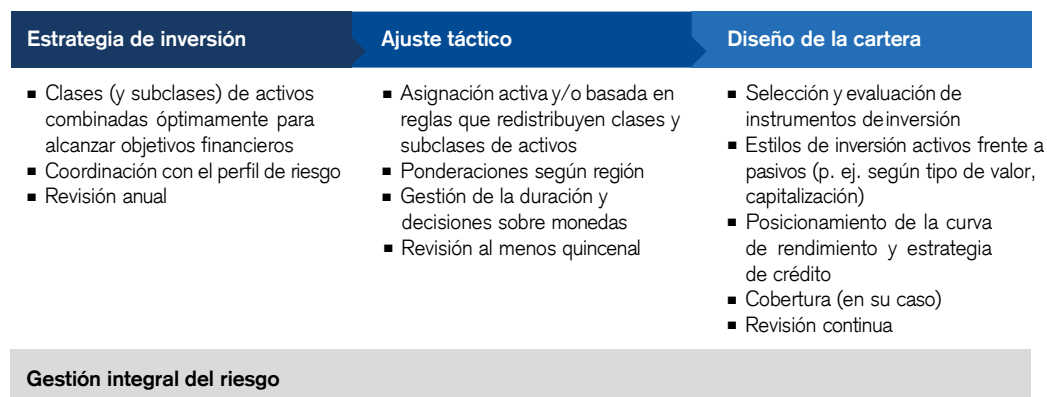 Estrategia de inversión
■ Clases (y subclases) de activos
combinadas óptimamente para
alcanzar objetivos financieros
■ Coordinación con el perfil de riesgo
■ Revisión anual
Ajuste táctico
■ Asignación activa y/o basada en
reglas que redistribuyen clases y
subclases de activos
■ Ponderaciones según región
■ Gestión de la duración y
decisiones sobre monedas
■ Revisión al menos quincenal
Diseño de la cartera
■ Selección y evaluación de
instrumentos de inversión
■ Estilos de inversión activos frente a
pasivos (p. ej. según tipo de valor,
capitalización)
■ Posicionamiento de la curva
de rendimiento y estrategia
de crédito
■ Cobertura (en su caso)
■ Revisión continua
Gestión integral del riesgo